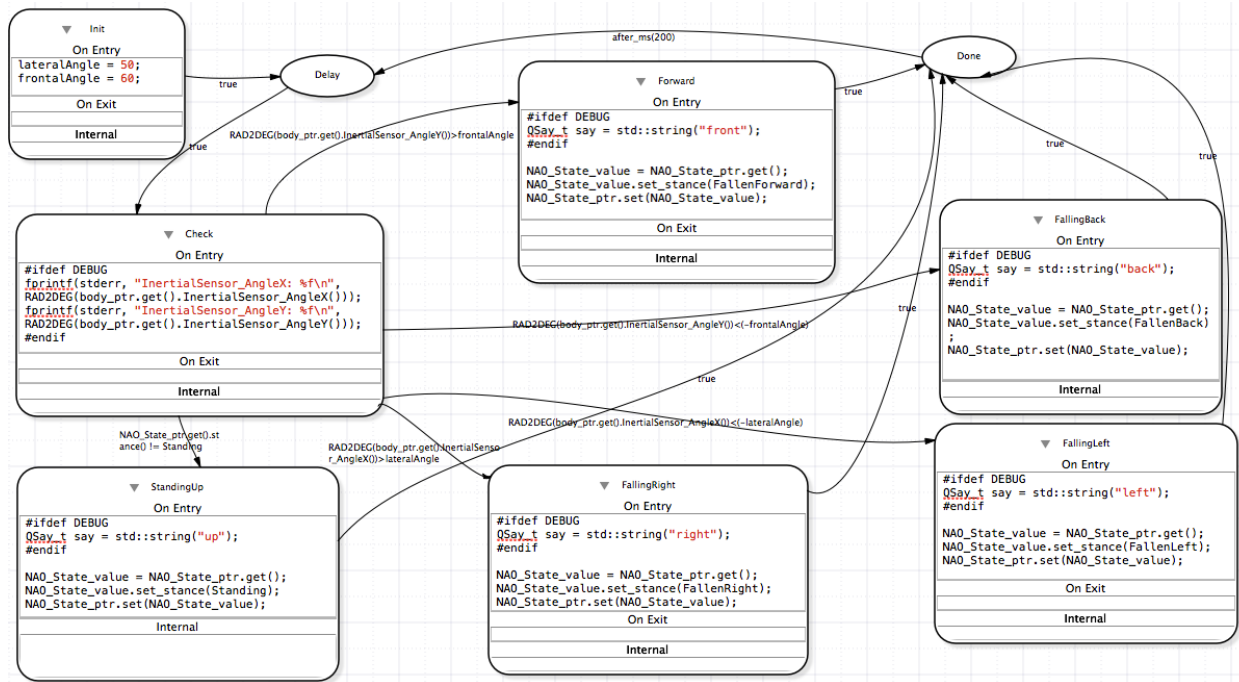 Init
On Entry
lateralAngle = 50;
frontalAngle = 60;
On Exit
Internal
true
Delay
after_ms(200)
Done
true
RAD2DEG(body_ptr.get().InertialSensor_AngleY())>frontalAngle
Forward
On Entry
#ifdef DEBUG
QSay_t say = std::string("front");
#endif
NAO_State_value = NAO_State_ptr.get();
NAO_State_value.set_stance(FallenForward);
NAO_State_ptr.set(NAO_State_value);
On Exit
Internal
true
true
true
Check
On Entry
#ifdef DEBUG
fprintf(stderr, "InertialSensor_AngleX: %f\n",
RAD2DEG(body_ptr.get().InertialSensor_AngleX()));
fprintf(stderr, "InertialSensor_AngleY: %f\n",
RAD2DEG(body_ptr.get().InertialSensor_AngleY()));
#endif
On Exit
Internal
RAD2DEG(body_ptr.get().InertialSensor_AngleY())<(-frontalAngle)
true
FallingBack
On Entry
#ifdef DEBUG
QSay_t say = std::string("back");
#endif
NAO_State_value = NAO_State_ptr.get();
NAO_State_value.set_stance(FallenBack)
;
NAO_State_ptr.set(NAO_State_value);
Internal
true
RAD2DEG(body_ptr.get().InertialSensor_AngleX())<(-lateralAngle)
NAO_State_ptr.get().st
ance() != Standing
RAD2DEG(body_ptr.get().InertialSenso
r_AngleX())>lateralAngle
StandingUp
On Entry
#ifdef DEBUG
QSay_t say = std::string("up");
#endif
NAO_State_value = NAO_State_ptr.get();
NAO_State_value.set_stance(Standing);
NAO_State_ptr.set(NAO_State_value);
Internal
FallingRight
On Entry
#ifdef DEBUG
QSay_t say = std::string("right");
#endif
NAO_State_value = NAO_State_ptr.get();
NAO_State_value.set_stance(FallenRight);
NAO_State_ptr.set(NAO_State_value);
On Exit
Internal
FallingLeft
On Entry
#ifdef DEBUG
QSay_t say = std::string("left");
#endif
NAO_State_value = NAO_State_ptr.get();
NAO_State_value.set_stance(FallenLeft);
NAO_State_ptr.set(NAO_State_value);
On Exit
Internal